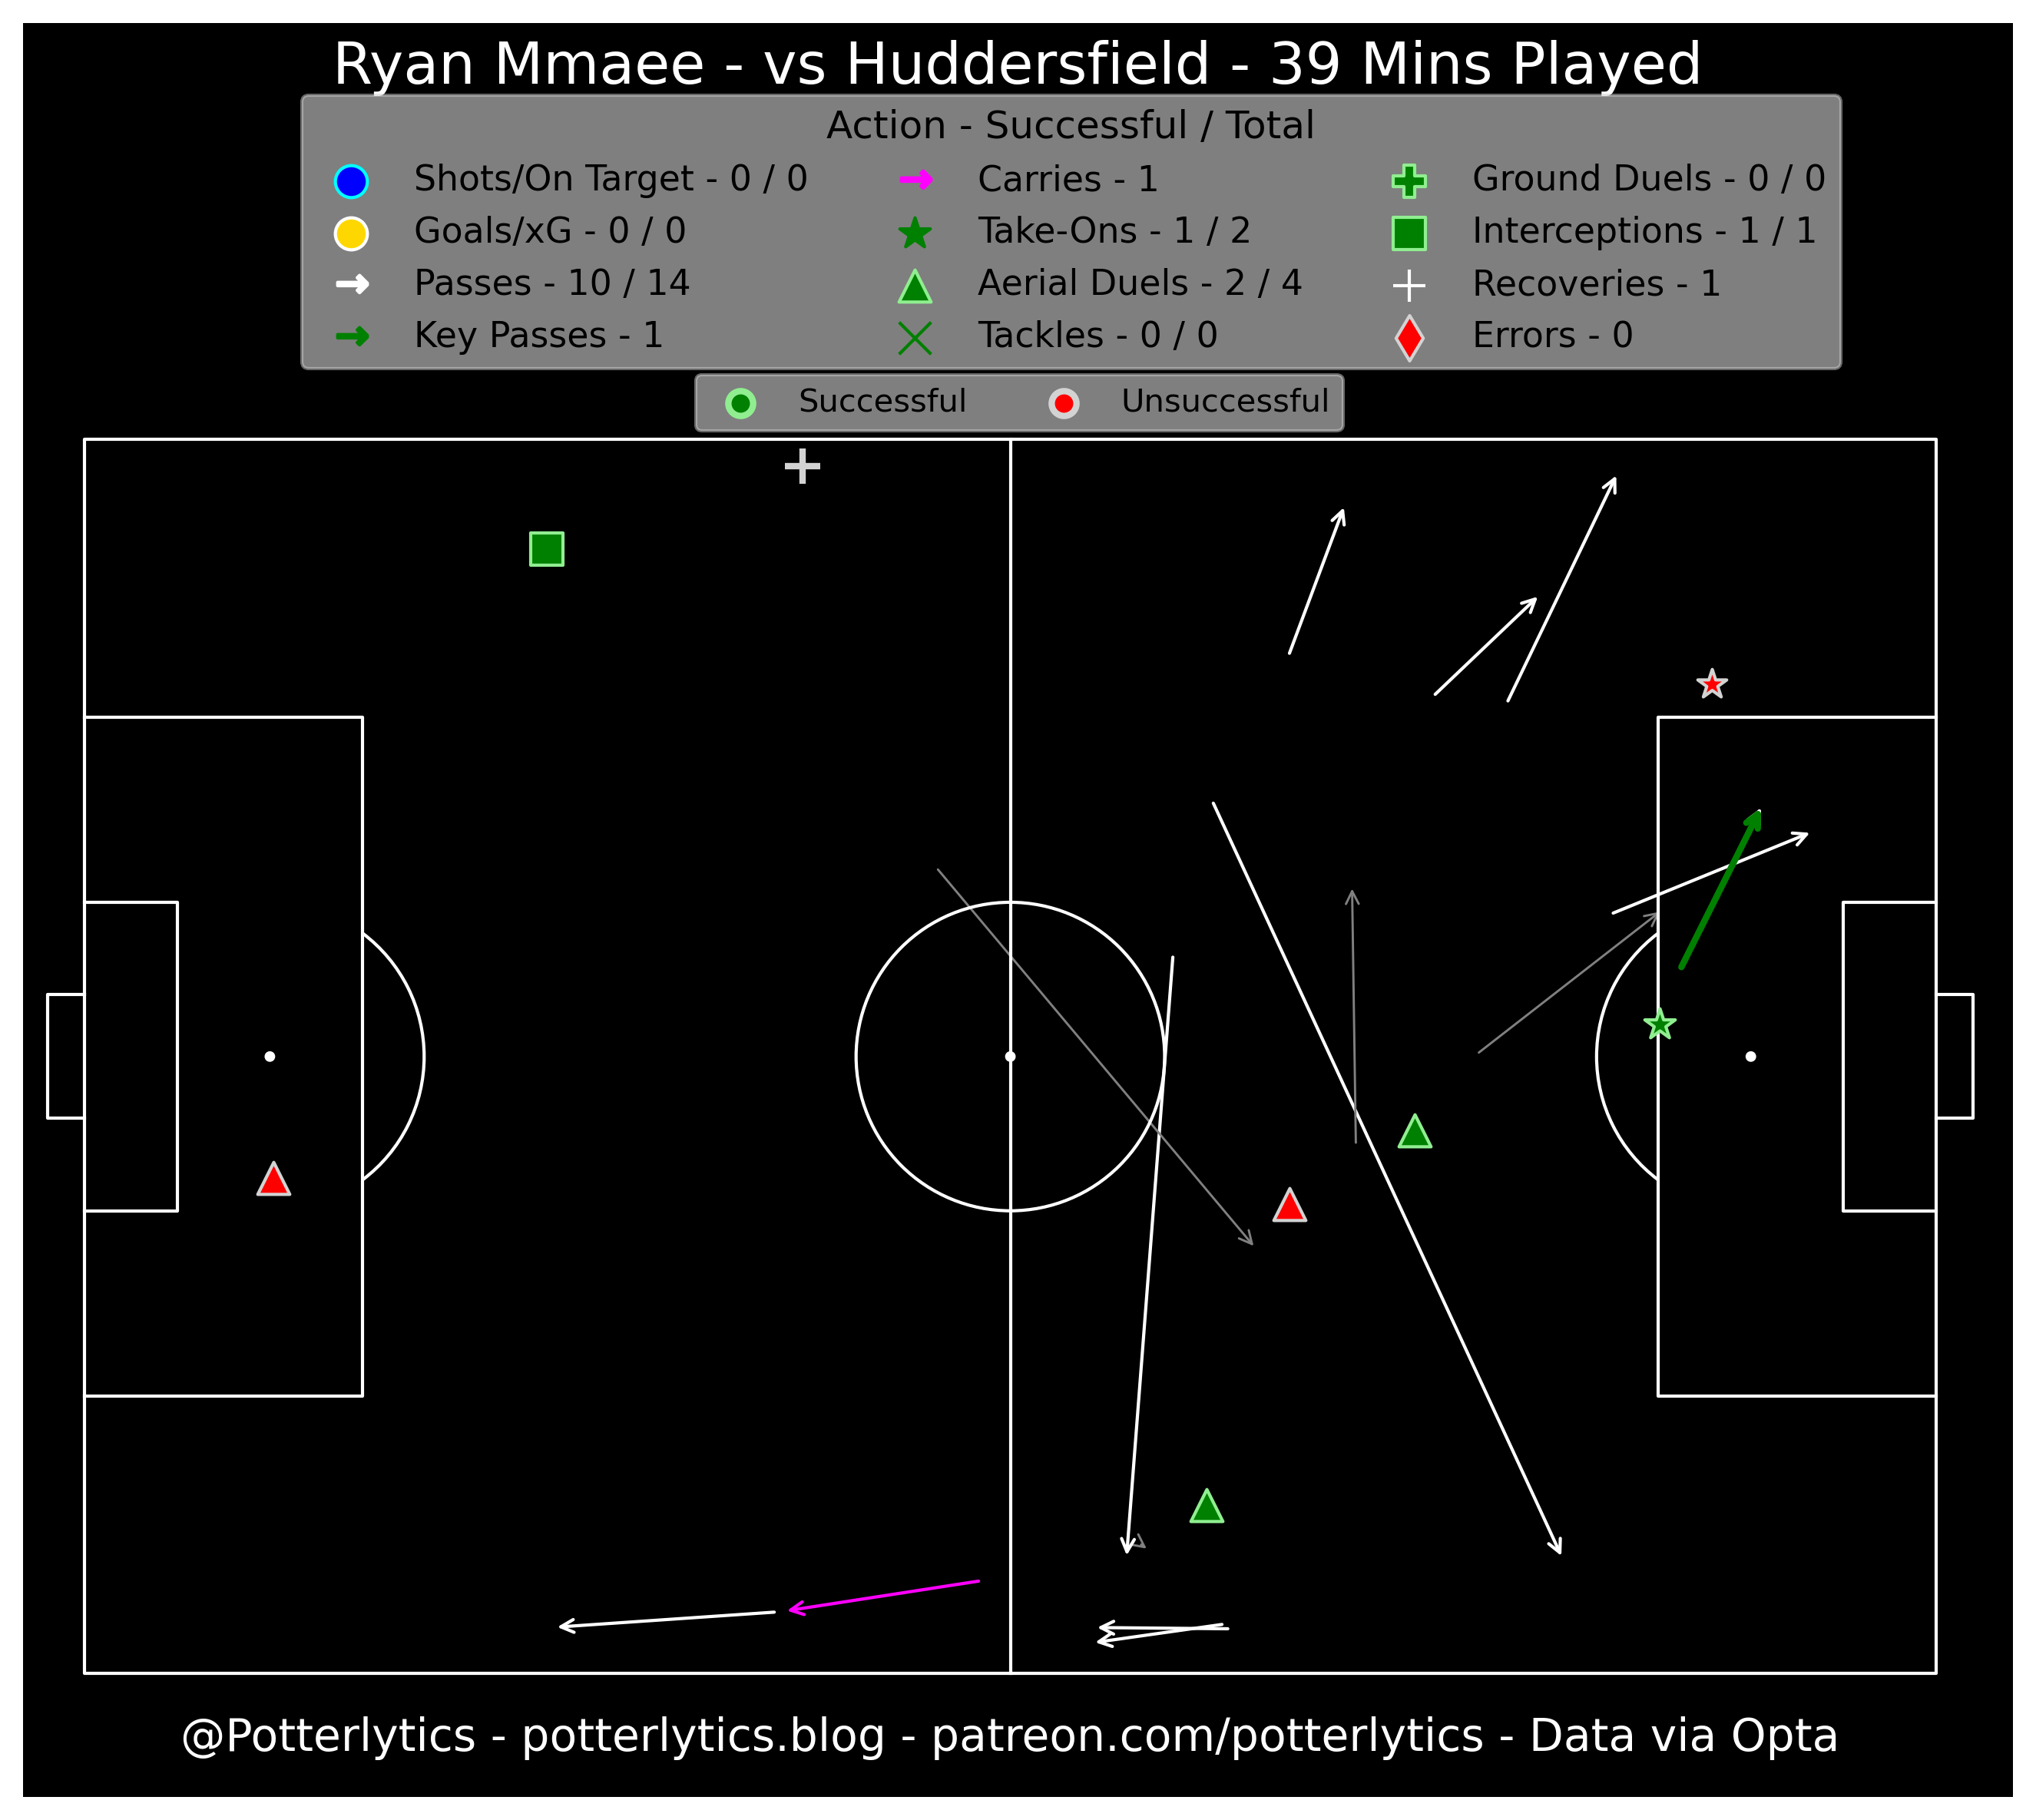 Ryan Mmaee - vs Huddersfield - 39 Mins Played
Action - Successful / Total
Shots/On Target - 0 / 0
Goals/xG - 0 / 0
Passes - 10 / 14
Key Passes - 1
Carries - 1
Take-Ons - 1 / 2
Aerial Duels - 2 / 4
Tackles - 0 / 0
Ground Duels - 0 / 0
Interceptions - 1 / 1
Recoveries - 1
Errors - 0
Successful
Unsuccessful
@Potterlytics - potterlytics.blog - patreon.com/potterlytics - Data via Opta